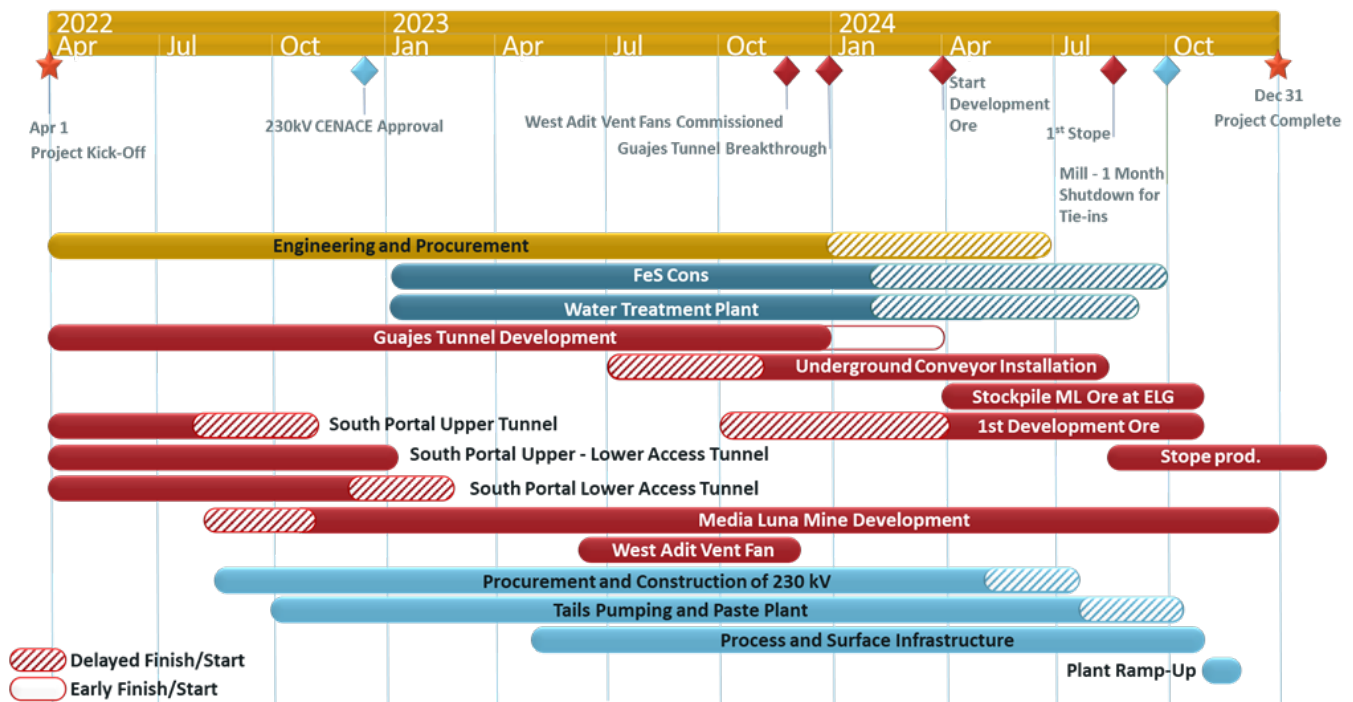 2022 2023 2024
Apr Jul Oct Jan Apr Jul Oct Jan Apr Jul Oct
Apr 1
Project Kick-Off
230kV CENACE Approval
West Adit Vent Fans Commissioned
Guajes Tunnel Breakthrough
Start
Development
Ore
1st Stope
Mill - 1 Month
Shutdown for
Tie-ins
Dec 31
Project Complete
Engineering and Procurement
FeS Cons
Water Treatment Plant
Guajes Tunnel Development
Underground Conveyor Installation
Stockpile ML Ore at ELG
South Portal Upper Tunnel
1st Development Ore
South Portal Upper - Lower Access Tunnel
Stope prod.
South Portal Lower Access Tunnel
Media Luna Mine Development
West Adit Vent Fan
Procurement and Construction of 230 kV
Tails Pumping and Paste Plant
Process and Surface Infrastructure
Delayed Finish/Start
Plant Ramp-Up
Early Finish/Start